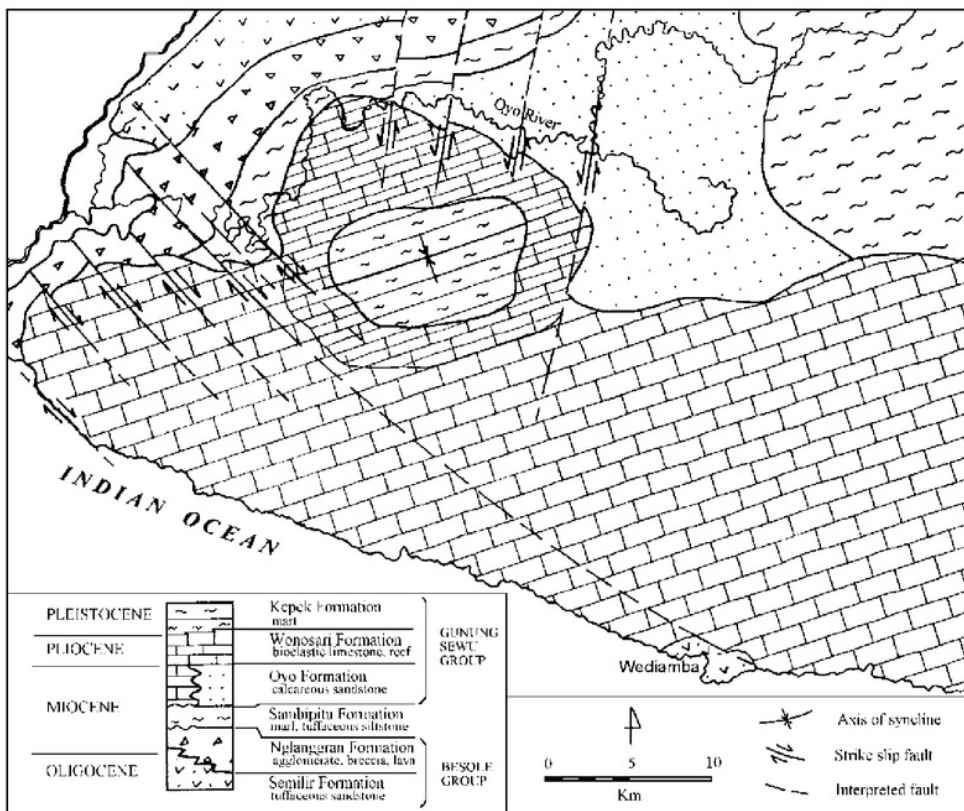 Oyo River
INDIAN OCEAN
Wediamba
PLEISTOCENE
PLIOCENE
MIOCENE
OLIGOCENE
Kepek Formation
marl
Wonosari Formation
bioclastic limestone, reef
Oyo Formation
calcareous sandstone
Sambipitu Formation
marl, tuffaceous siltstone
Nglanggran Formation
agglomerate, breccia, lava
Semilir Formation
tuffaceous sandstone
GUNUNG
SEWU
GROUP
BESOLE
GROUP
0 5 10
Km
Axis of syncline
Strike slip fault
Interpreted fault